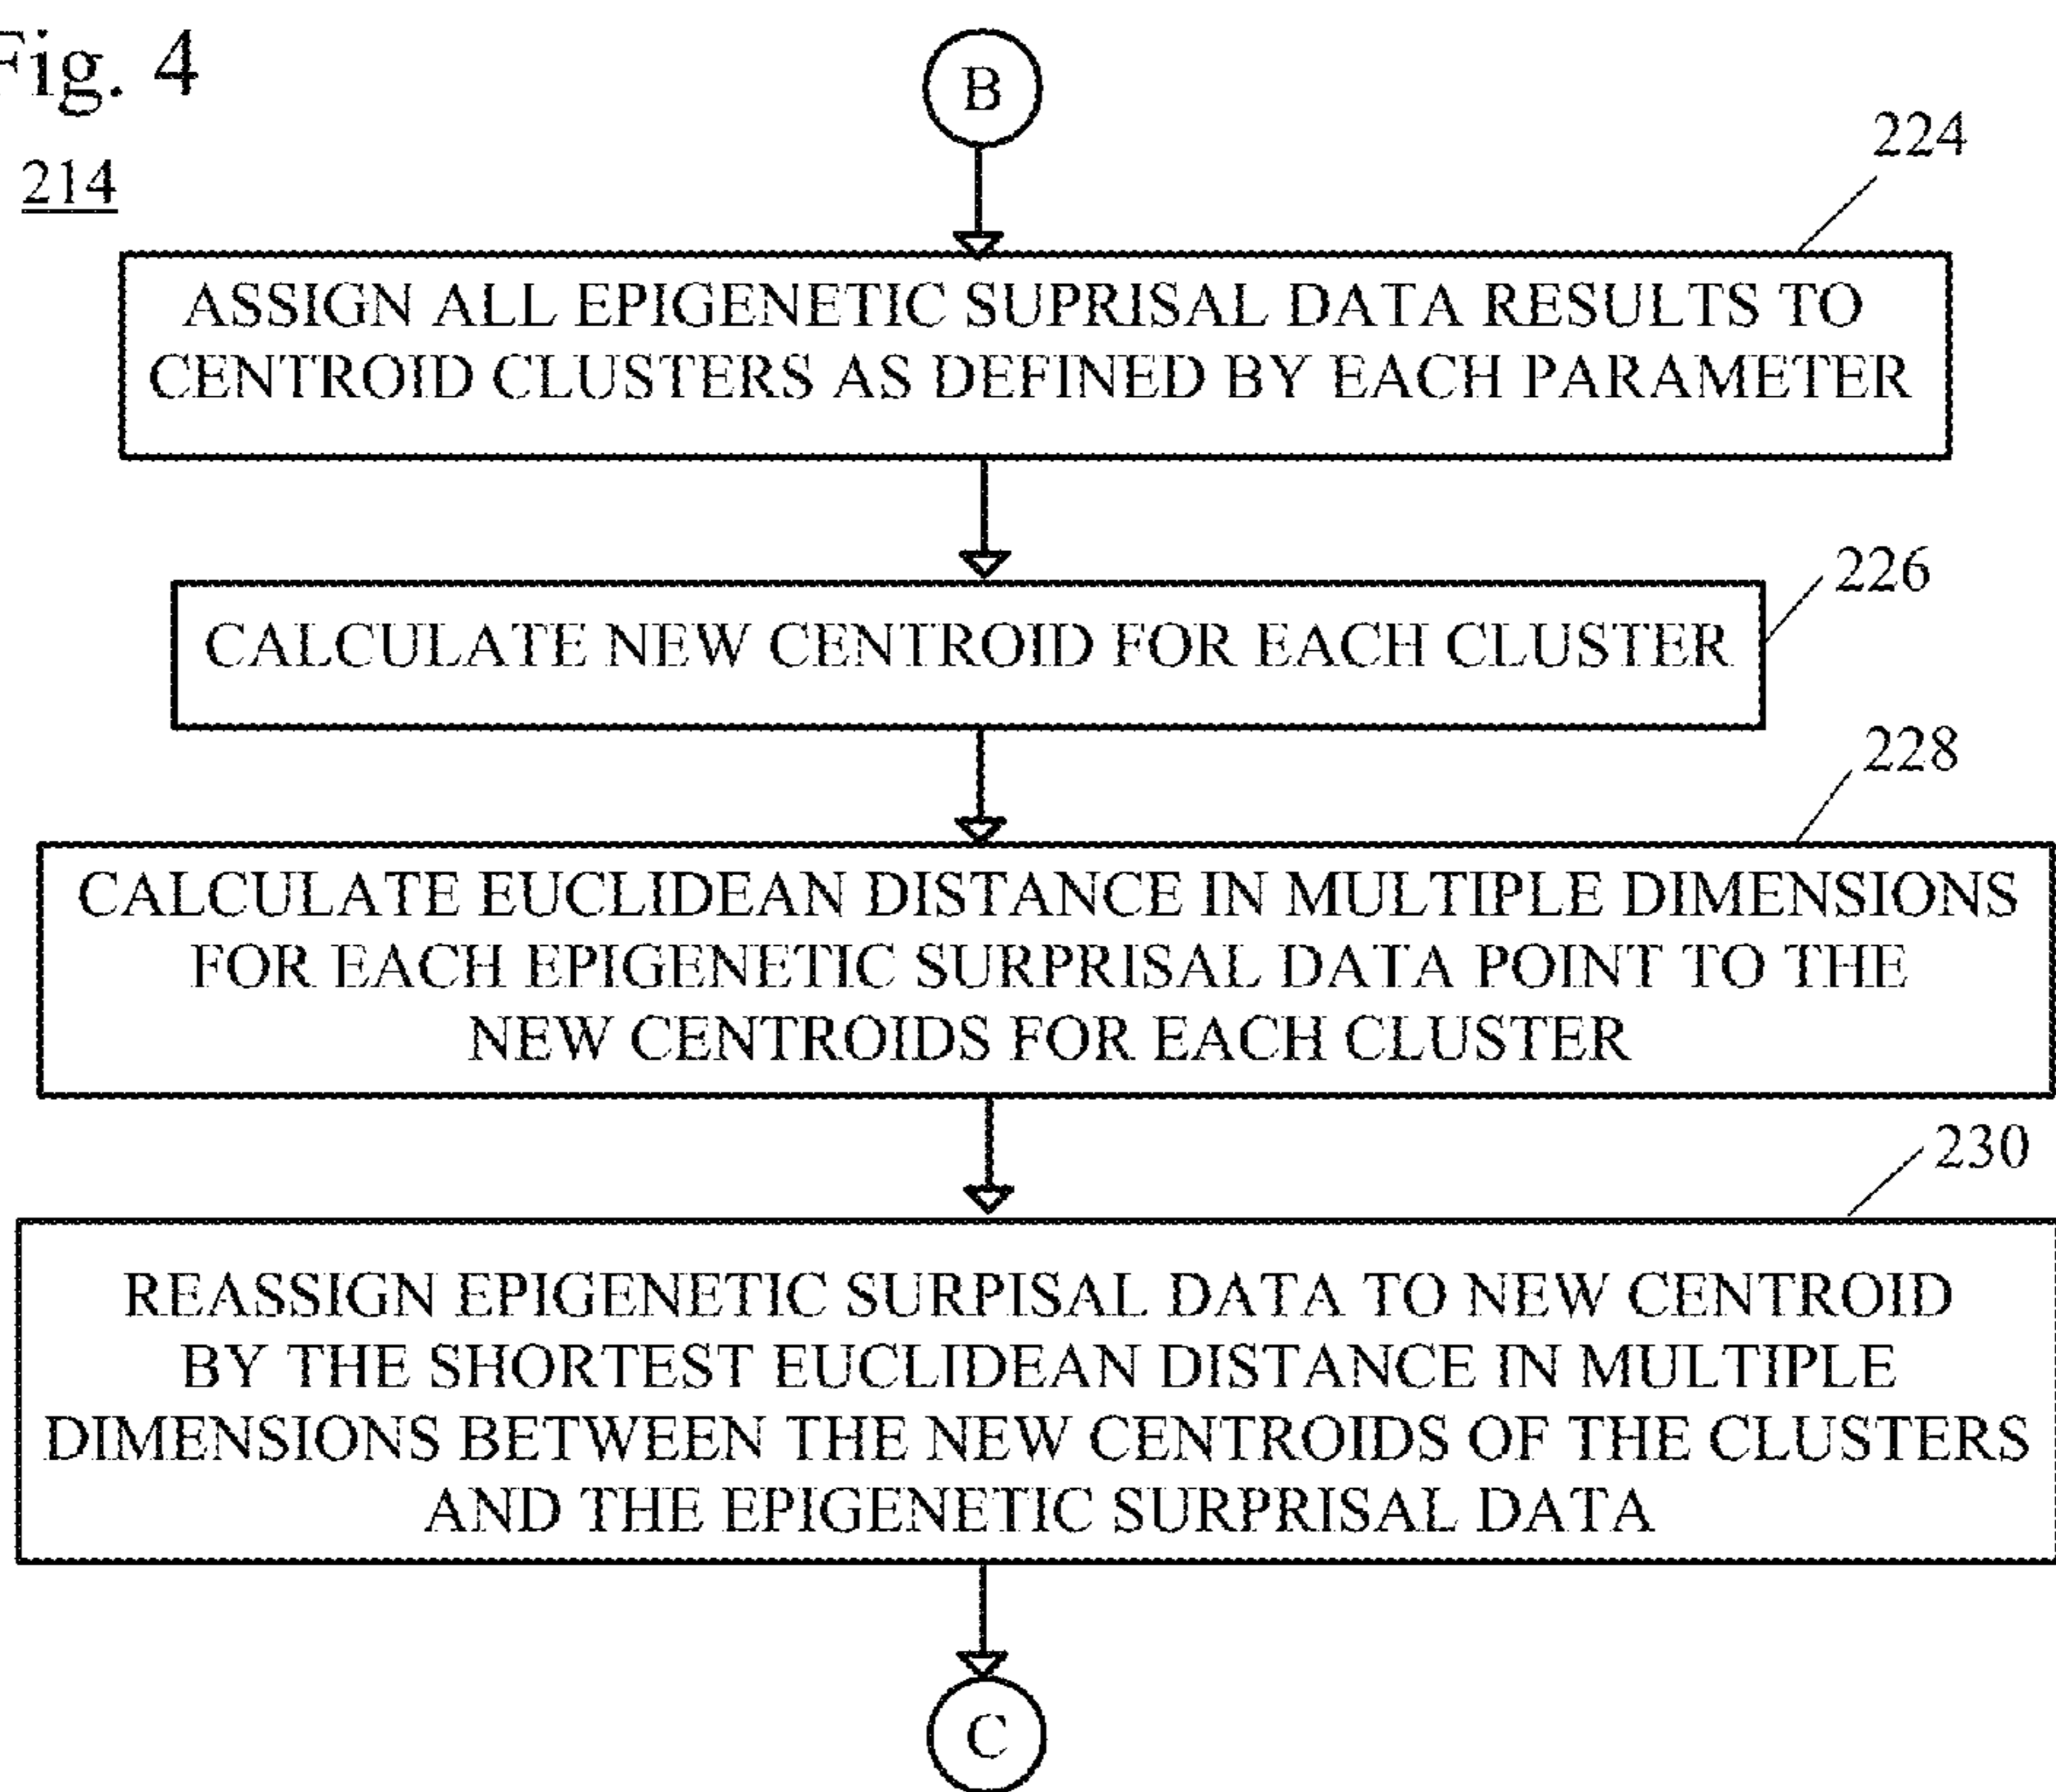 Fig. 4
B
214
224
ASSIGN ALL EPIGENETIC SUPRISAL DATA RESULTS TO
CENTROID CLUSTERS AS DEFINED BY EACH PARAMETER
226
CALCULATE NEW CENTROID FOR EACH CLUSTER
228
CALCULATE EUCLIDEAN DISTANCE IN MULTIPLE DIMENSIONS
FOR EACH EPIGENETIC SURPRISAL DATA POINT TO THE
NEW CENTROIDS FOR EACH CLUSTER
230
REASSIGN EPIGENETIC SURPISAL DATA TO NEW CENTROID
BY THE SHORTEST EUCLIDEAN DISTANCE IN MULTIPLE
DIMENSIONS BETWEEN THE NEW CENTROIDS OF THE CLUSTERS
AND THE EPIGENETIC SURPRISAL DATA
C